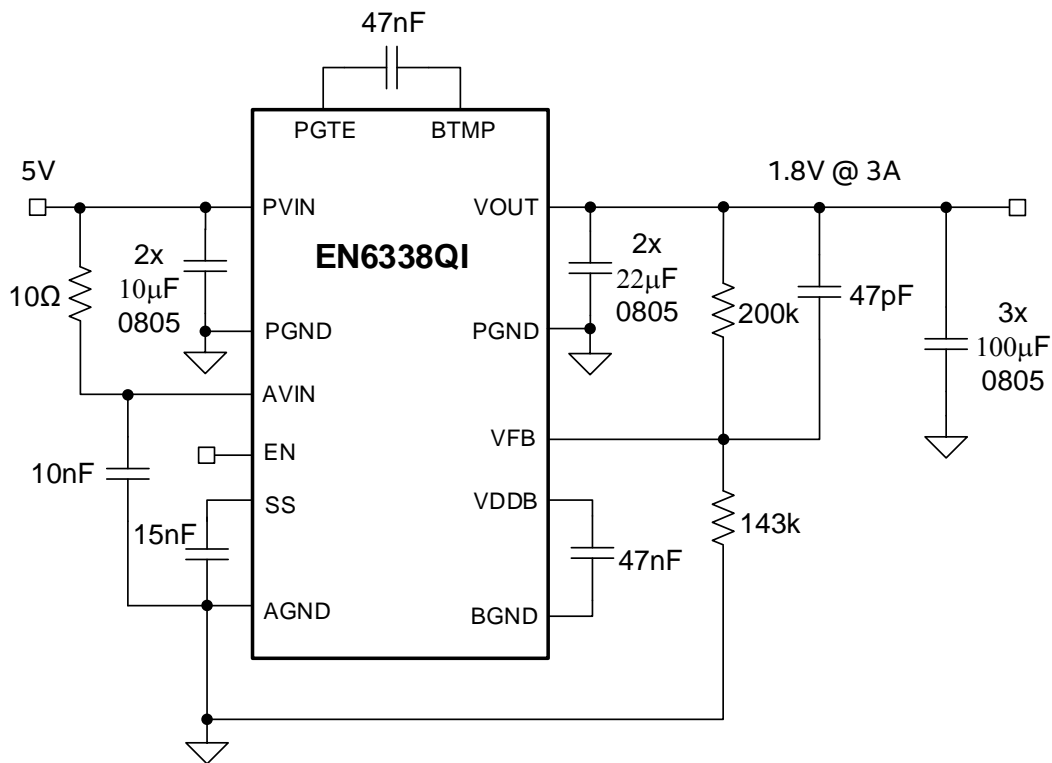 47nF
PGTE
BTMP
5V
1.8V @ 3A
PVIN
VOUT
EN6338QI
2x
10μF
0805
2x
22μF
0805
10Ω
200k
47pF
3x
100μF
0805
PGND
PGND
AVIN
VFB
EN
10nF
SS
VDDB
143k
15nF
47nF
AGND
BGND